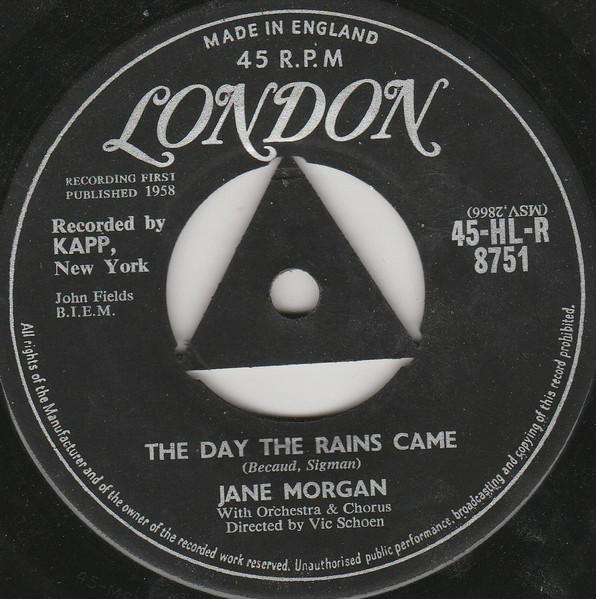 MADE IN ENGLAND
45 R.P.M
LONDON
RECORDING FIRST
PUBLISHED 1958
Recorded by
KAPP,
New York
John Fields
B.I.E.M.
(MSV.2866)
45-HL-R
8751
THE DAY THE RAINS CAME
(Becaud, Sigman)
JANE MORGAN
With Orchestra & Chorus
Directed by Vic Schoen
All rights of the Manufacturer and of the owner of the recorded work reserved. Unauthorised public performance, broadcasting and copying of this record prohibited.